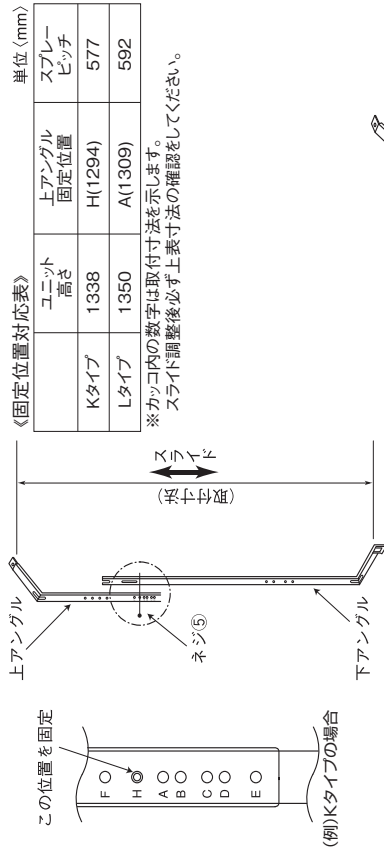 《固定位置対応表》
単位〈mm〉
ユニット
高さ
上アングル
固定位置
スプレー
ピッチ
Kタイプ 1338 H(1294) 577
Lタイプ 1350 A(1309) 592
※カッコ内の数字は取付寸法を示します。
スライド調整後必ず上表寸法の確認をしてください。
上アングル
ネジ⑤
下アングル
(取付寸法)
スライド
この位置を固定
F
H
A
B
C
D
E
(例)Kタイプの場合